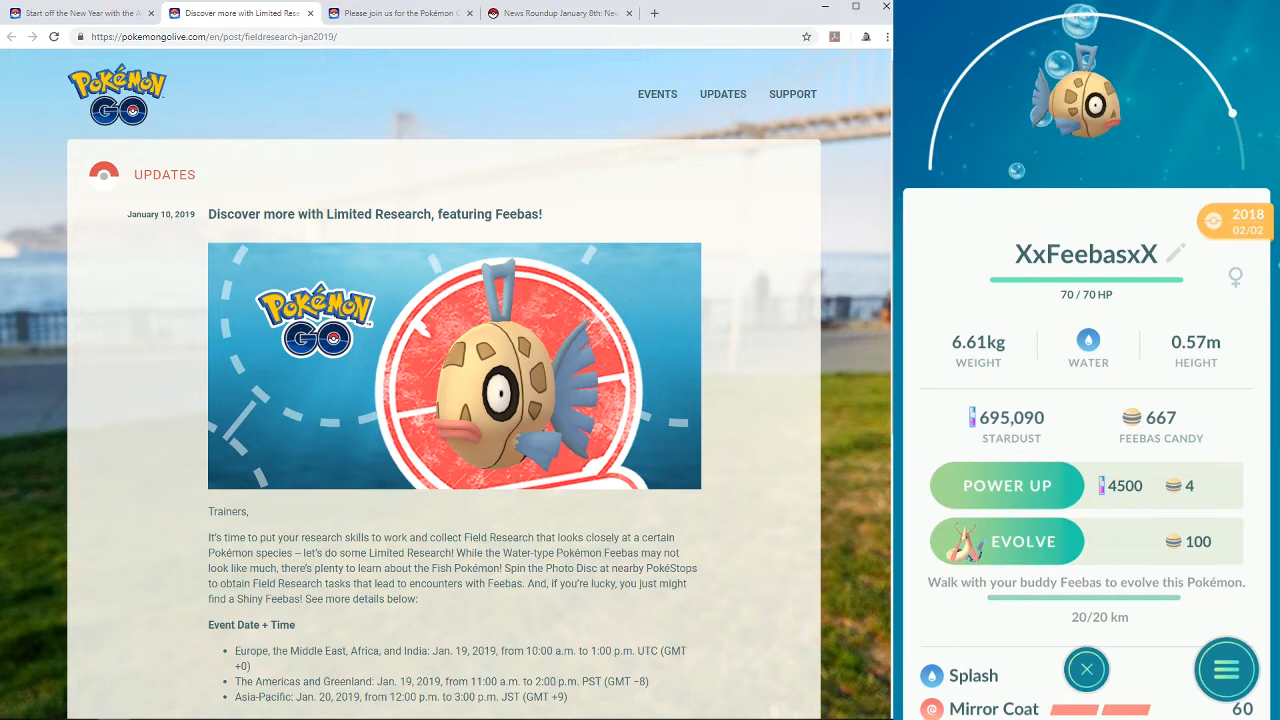 Start off the New Year with the A
Discover more with Limited Rese
Please join us for the Pokémon C
News Roundup January 8th: New
https://pokemongolive.com/en/post/fieldresearch-jan2019/
POKéMON
GO
EVENTS
UPDATES
SUPPORT
UPDATES
January 10, 2019
Discover more with Limited Research, featuring Feebas!
POKéMON
GO
Trainers,
It's time to put your research skills to work and collect Field Research that looks closely at a certain
Pokémon species – let's do some Limited Research! While the Water-type Pokémon Feebas may not
look like much, there's plenty to learn about the Fish Pokémon! Spin the Photo Disc at nearby PokéStops
to obtain Field Research tasks that lead to encounters with Feebas. And, if you're lucky, you just might
find a Shiny Feebas! See more details below:
Event Date + Time
• Europe, the Middle East, Africa, and India: Jan. 19, 2019, from 10:00 a.m. to 1:00 p.m. UTC (GMT
+0)
• The Americas and Greenland: Jan. 19, 2019, from 11:00 a.m. to 2:00 p.m. PST (GMT −8)
• Asia-Pacific: Jan. 20, 2019, from 12:00 p.m. to 3:00 p.m. JST (GMT +9)
2018
02/02
XxFeebasxX
70 / 70 HP
6.61kg
WEIGHT
WATER
0.57m
HEIGHT
695,090
STARDUST
667
FEEBAS CANDY
POWER UP
4500
4
EVOLVE
100
Walk with your buddy Feebas to evolve this Pokémon.
20/20 km
Splash
Mirror Coat
60